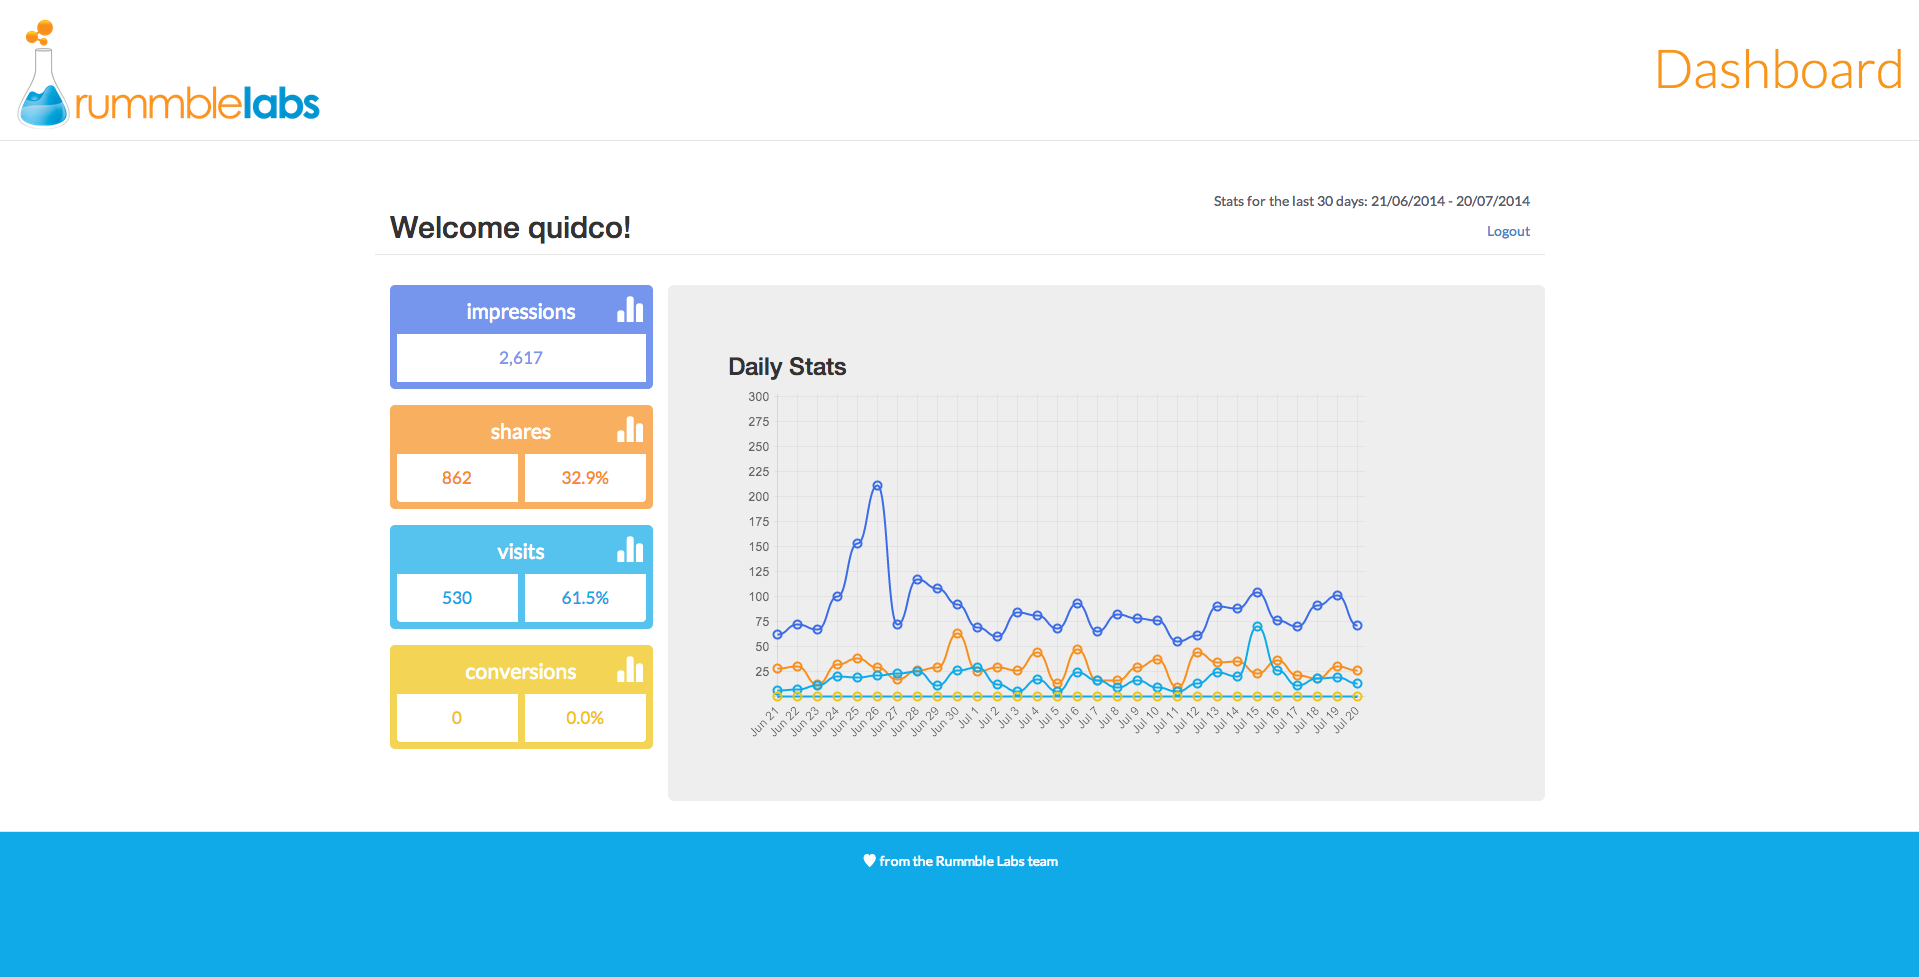 rummblelabs
Dashboard
Stats for the last 30 days: 21/06/2014 - 20/07/2014
Welcome quidco!
Logout
impressions
2,617
shares
862 32.9%
visits
530 61.5%
conversions
0 0.0%
Daily Stats
300
275
250
225
200
175
150
125
100
75
50
25
Jun 21 Jun 22 Jun 23 Jun 24 Jun 25 Jun 26 Jun 27 Jun 28 Jun 29 Jun 30 Jul 1 Jul 2 Jul 3 Jul 4 Jul 5 Jul 6 Jul 7 Jul 8 Jul 9 Jul 10 Jul 11 Jul 12 Jul 13 Jul 14 Jul 15 Jul 16 Jul 17 Jul 18 Jul 19 Jul 20
♥ from the Rummble Labs team